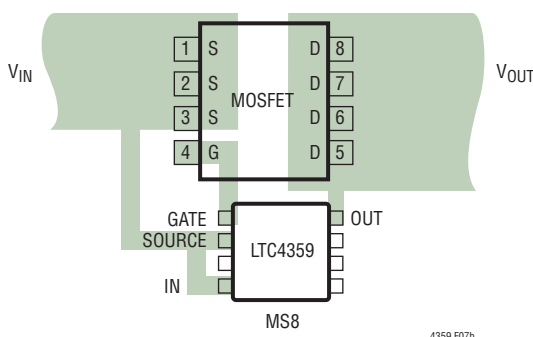 1 S D 8
V_IN V_OUT
2 S D 7
MOSFET
3 S D 6
4 G D 5
GATE OUT
SOURCE
LTC4359
IN
MS8
4359 F07b